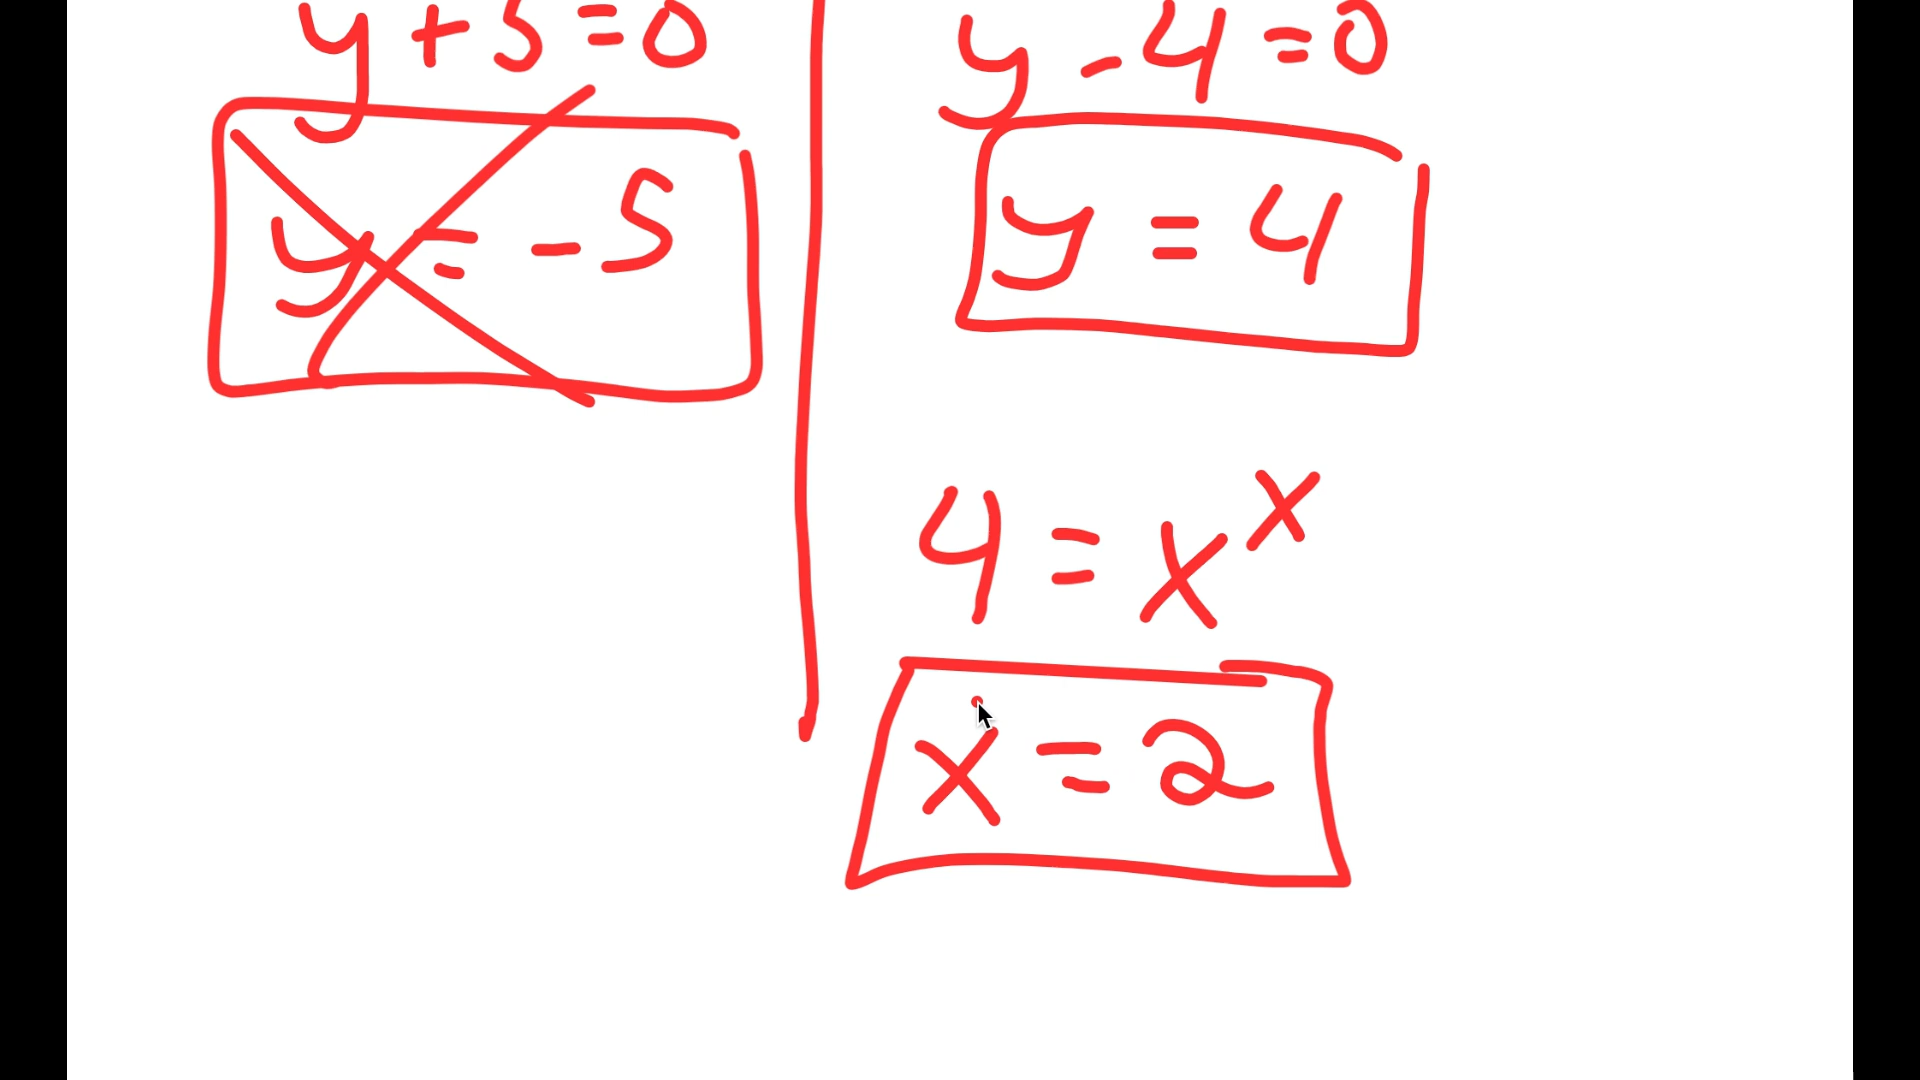 y + 5 = 0
y = - 5
y - 4 = 0
y = 4
4 = x^x
x = 2